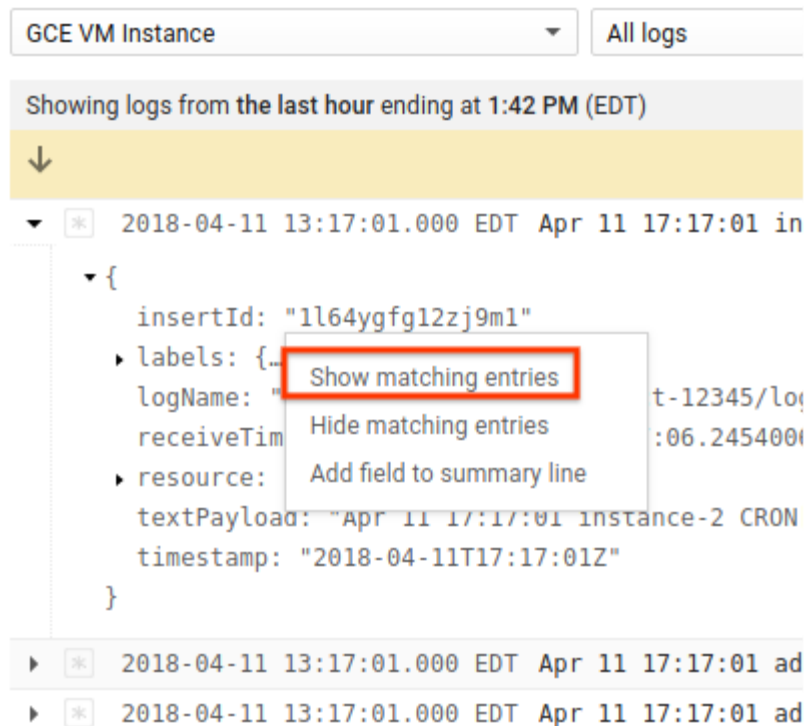 GCE VM Instance
All logs
Showing logs from the last hour ending at 1:42 PM (EDT)
2018-04-11 13:17:01.000 EDT Apr 11 17:17:01 in
{
insertId: "1l64ygfg12zj9m1"
labels: {…
Show matching entries
logName: "
t-12345/log
Hide matching entries
receiveTim
:06.2454006
Add field to summary line
resource:
textPayload: "Apr 11 17:17:01 instance-2 CRON
timestamp: "2018-04-11T17:17:01Z"
}
2018-04-11 13:17:01.000 EDT Apr 11 17:17:01 ad
2018-04-11 13:17:01.000 EDT Apr 11 17:17:01 ad